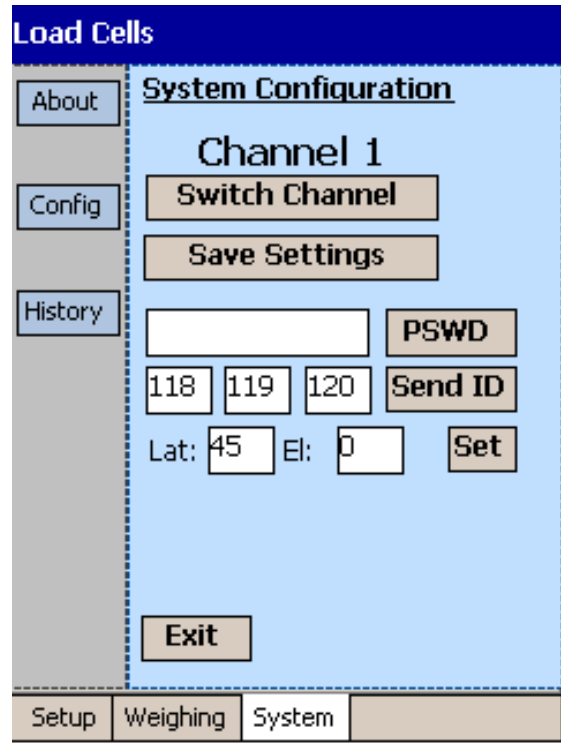 Load Cells
About
System Configuration
Channel 1
Config
Switch Channel
Save Settings
History
PSWD
118 119 120 Send ID
Lat: 45 El: 0 Set
Exit
Setup Weighing System